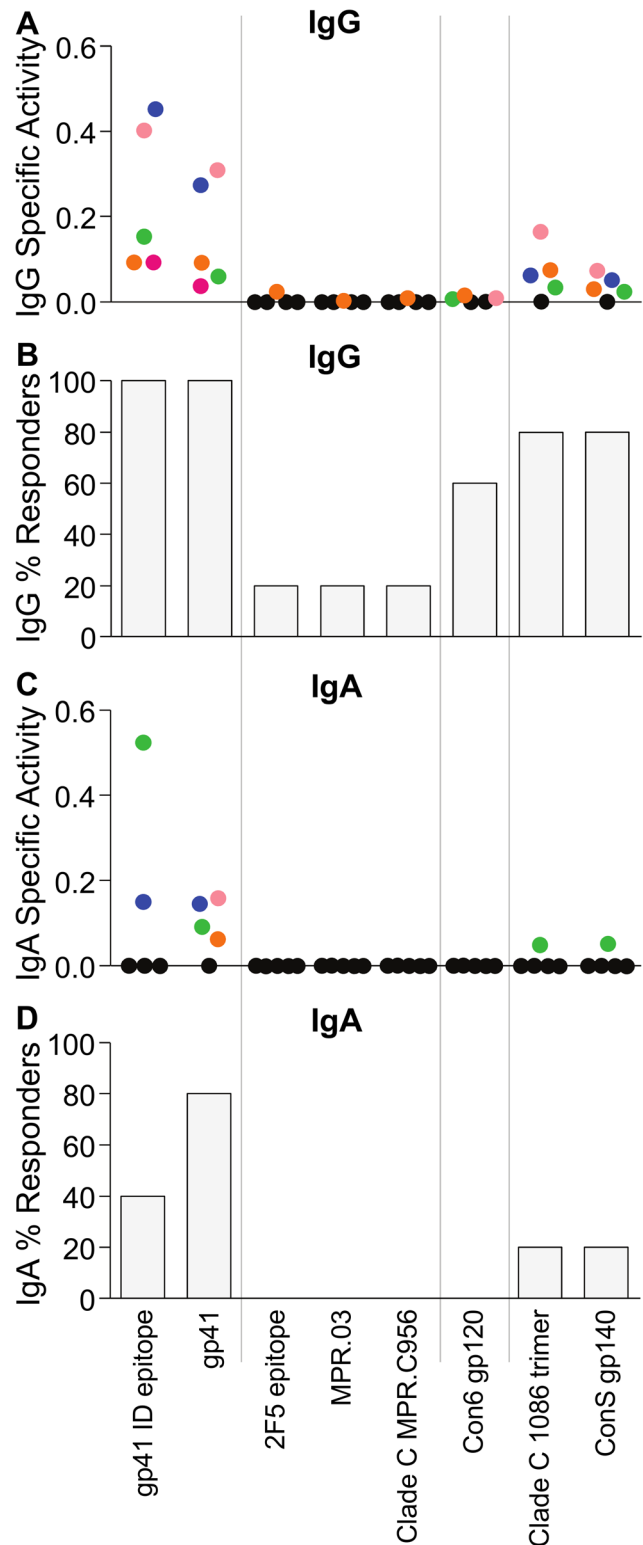 A
IgG
IgG Specific Activity
0.6
0.4
0.2
0.0
B
IgG
IgG % Responders
100
80
60
40
20
0
C
IgA
IgA Specific Activity
0.6
0.4
0.2
0.0
D
IgA
IgA % Responders
100
80
60
40
20
0
gp41 ID epitope
gp41
2F5 epitope
MPR.03
Clade C MPR.C956
Con6 gp120
Clade C 1086 trimer
ConS gp140